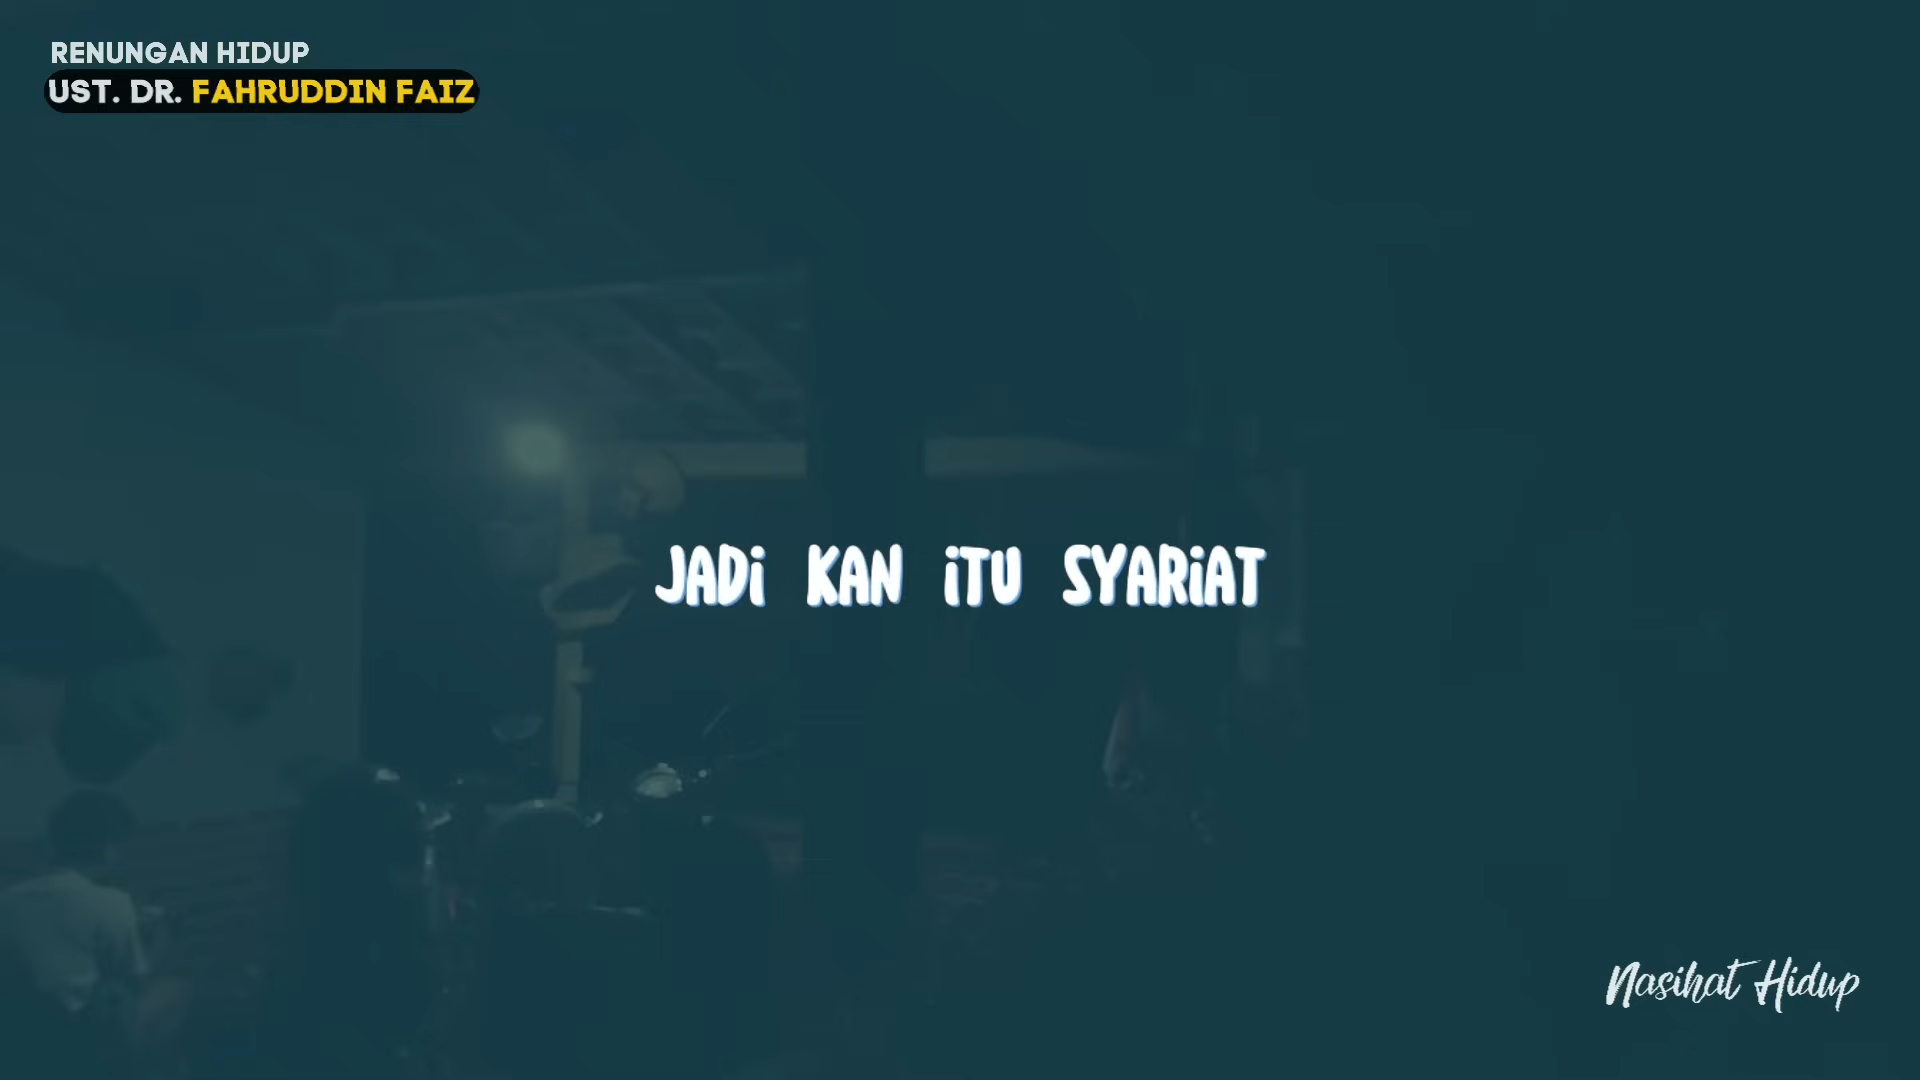 RENUNGAN HIDUP
UST. DR. FAHRUDDIN FAIZ
JADi KAN iTU SYARiAT
Nasihat Hidup